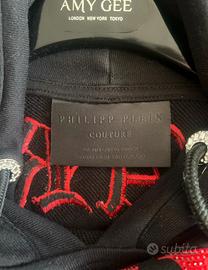 AMY GEE
LONDON NEW YORK TOKYO
PHILIPP PLEIN
COUTURE
subito